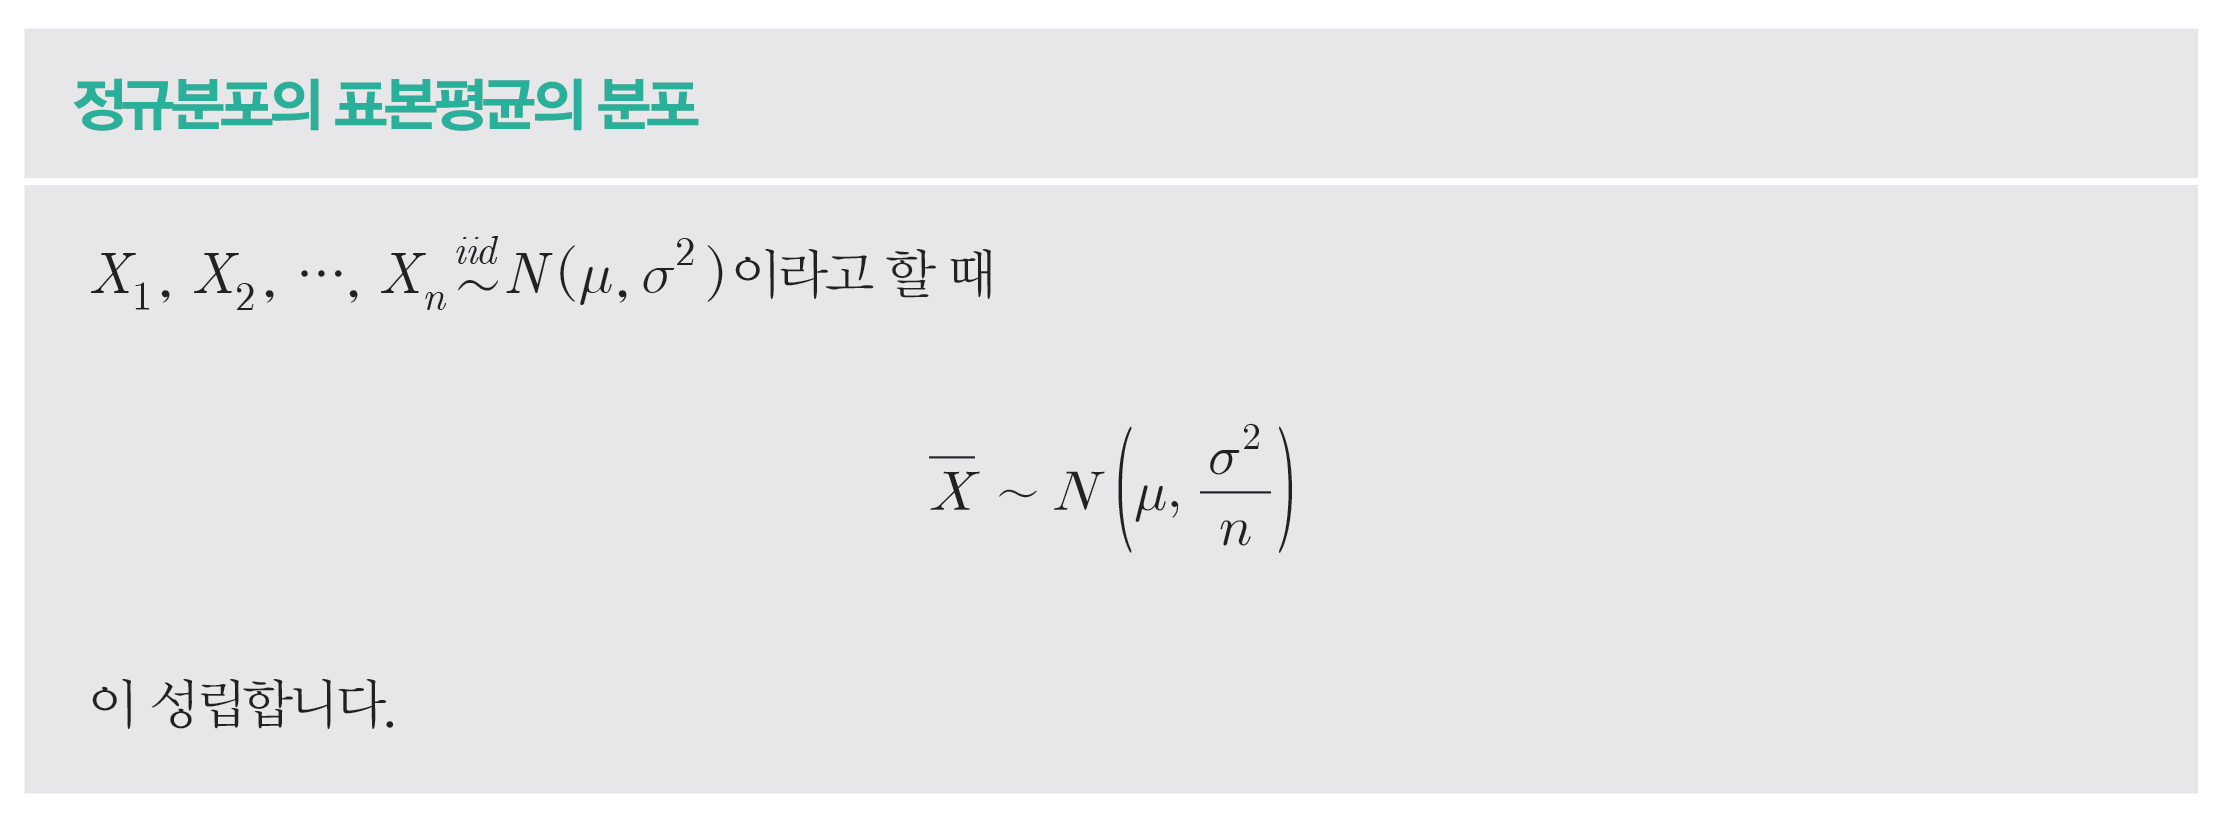 정규분포의 표본평균의 분포
X₁, X₂, ⋯, Xₙ ~^{iid} N(μ, σ²)이라고 할 때
X̄ ~ N(μ, σ²/n)
이 성립합니다.